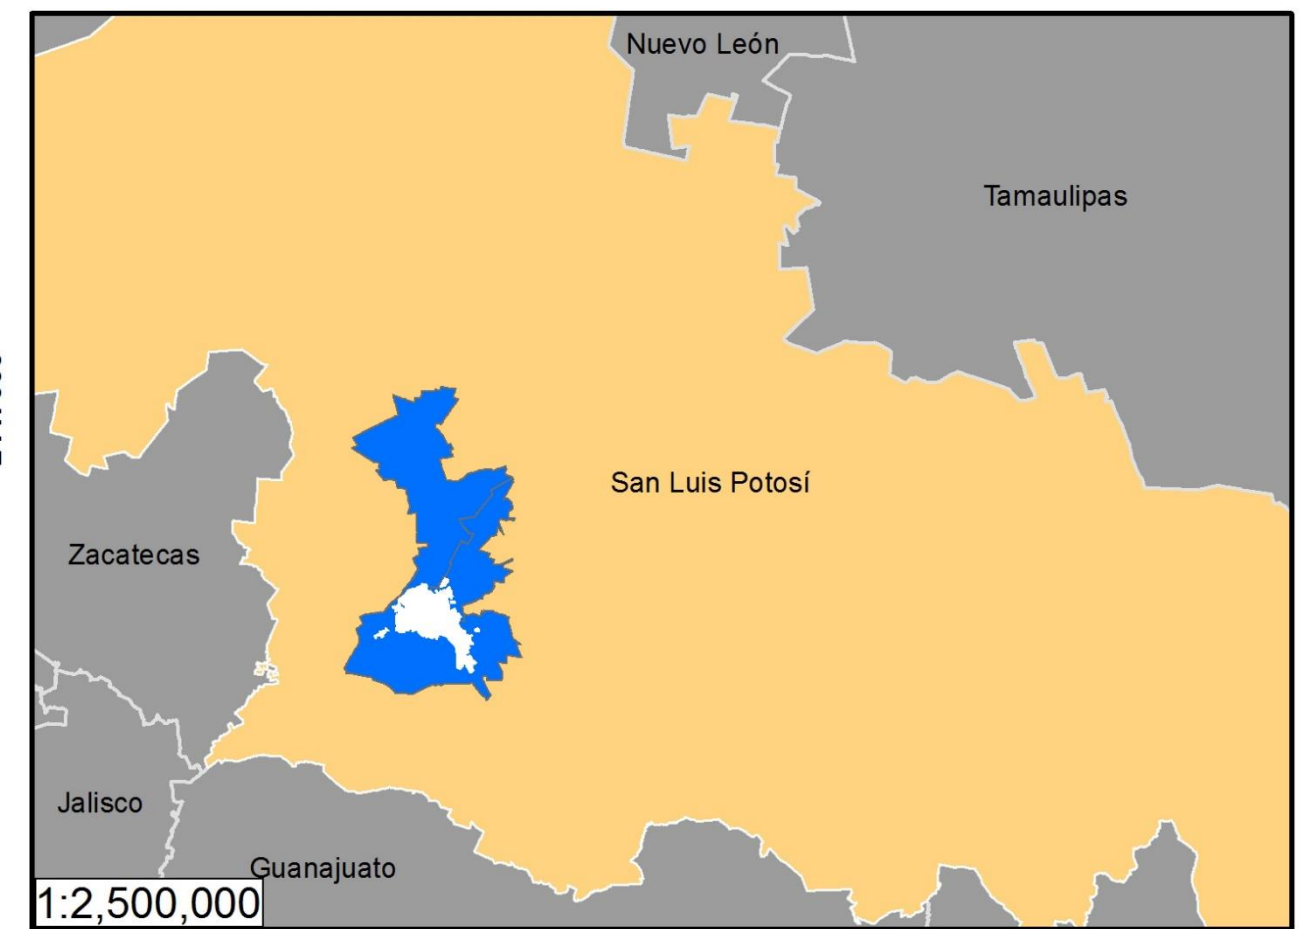 Nuevo León
Tamaulipas
San Luis Potosí
Zacatecas
Jalisco
Guanajuato
1:2,500,000